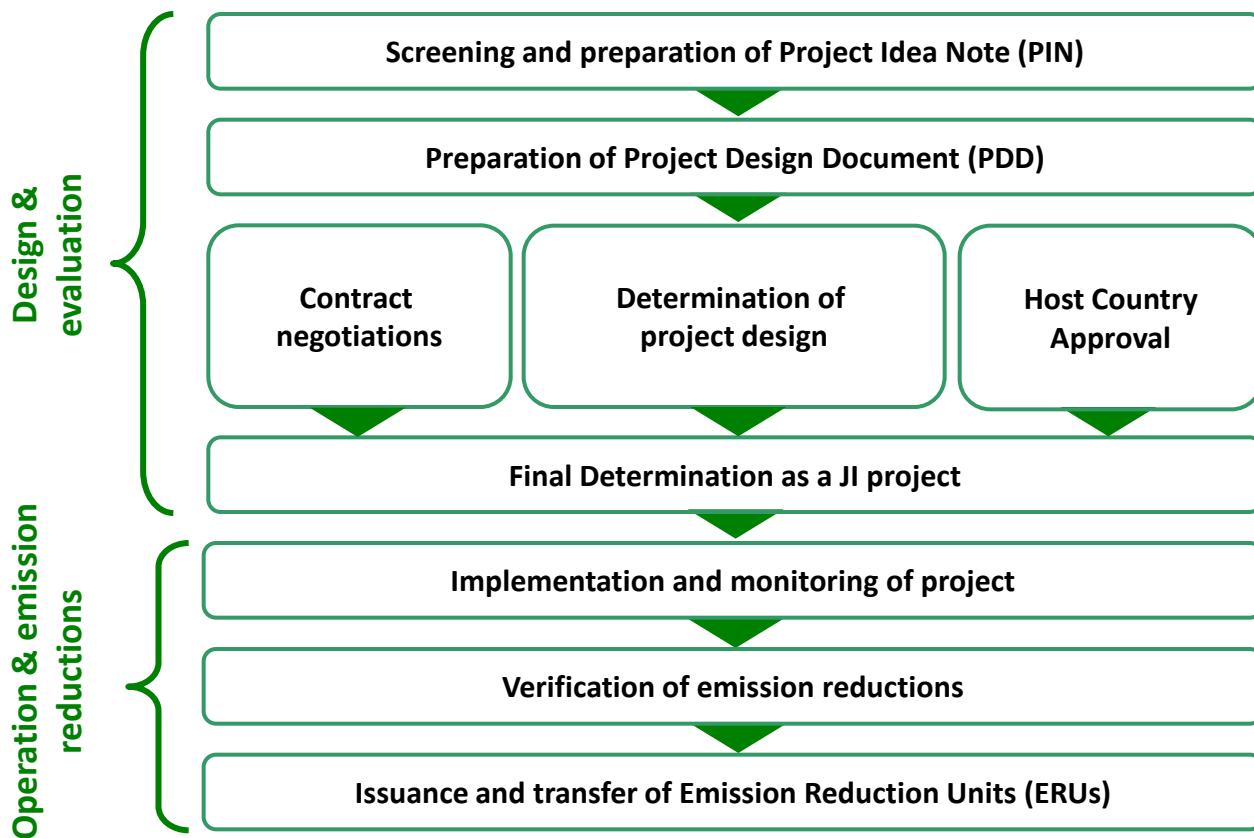 Design &
evaluation
Screening and preparation of Project Idea Note (PIN)
Preparation of Project Design Document (PDD)
Contract
negotiations
Determination of
project design
Host Country
Approval
Final Determination as a JI project
Operation & emission
reductions
Implementation and monitoring of project
Verification of emission reductions
Issuance and transfer of Emission Reduction Units (ERUs)